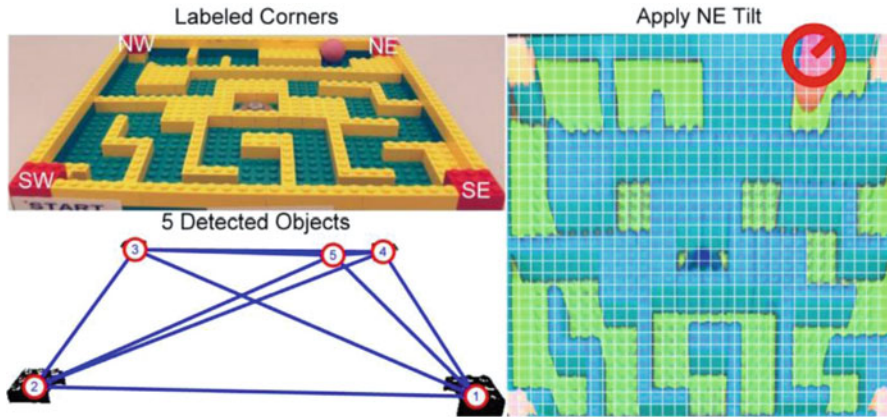 Labeled Corners
NW
NE
SW
SE
START
5 Detected Objects
3
5
4
2
1
Apply NE Tilt